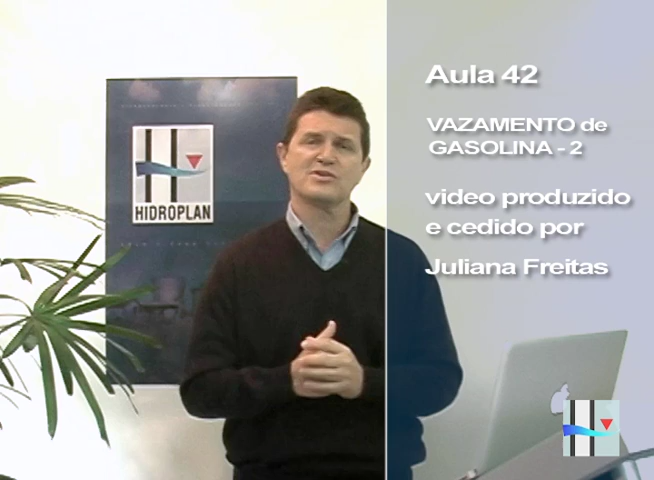 HIDROPLAN
Aula 42
VAZAMENTO de
GASOLINA - 2
video produzido
e cedido por
Juliana Freitas